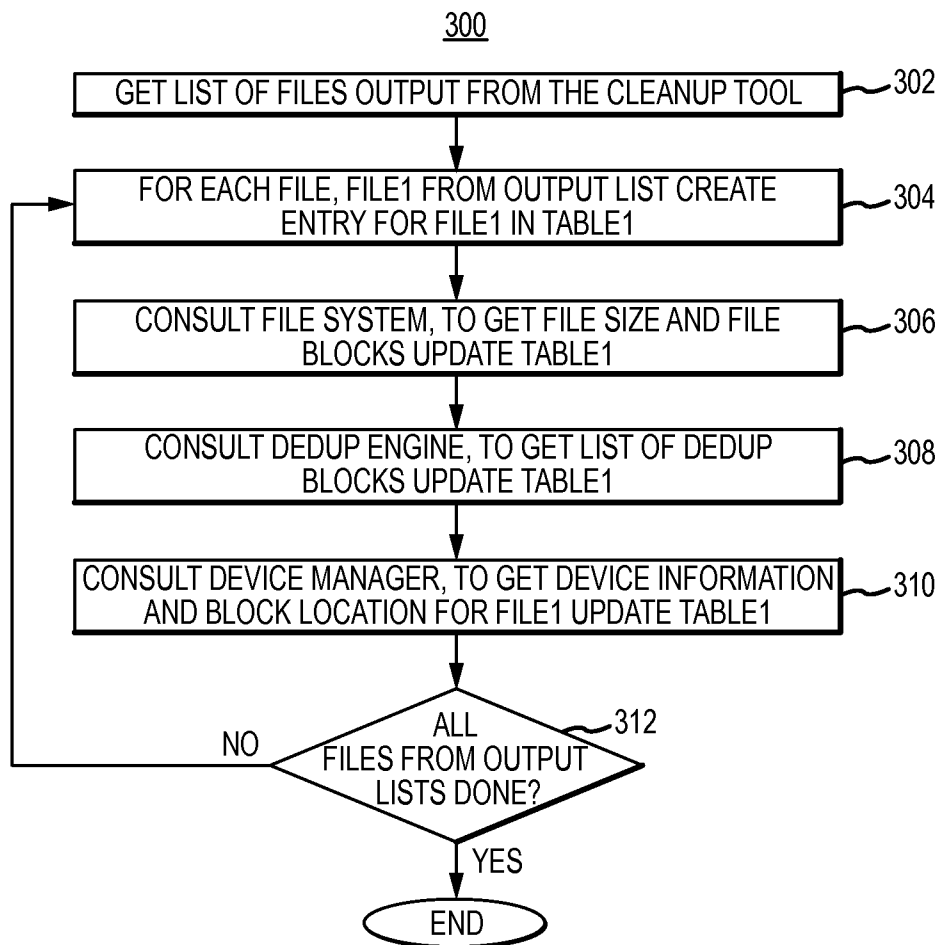 300
GET LIST OF FILES OUTPUT FROM THE CLEANUP TOOL
302
FOR EACH FILE, FILE1 FROM OUTPUT LIST CREATE
ENTRY FOR FILE1 IN TABLE1
304
CONSULT FILE SYSTEM, TO GET FILE SIZE AND FILE
BLOCKS UPDATE TABLE1
306
CONSULT DEDUP ENGINE, TO GET LIST OF DEDUP
BLOCKS UPDATE TABLE1
308
CONSULT DEVICE MANAGER, TO GET DEVICE INFORMATION
AND BLOCK LOCATION FOR FILE1 UPDATE TABLE1
310
ALL
FILES FROM OUTPUT
LISTS DONE?
312
NO
YES
END